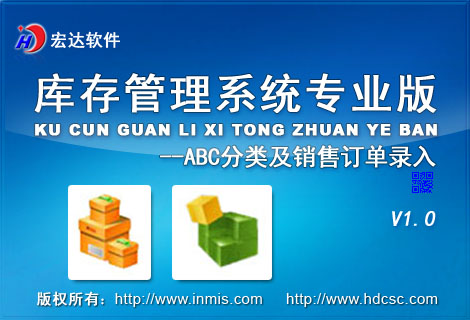 宏达软件
库存管理系统专业版
KU CUN GUAN LI XI TONG ZHUAN YE BAN
--ABC分类及销售订单录入
V1.0
版权所有：http://www.inmis.com http://www.hdcsc.com